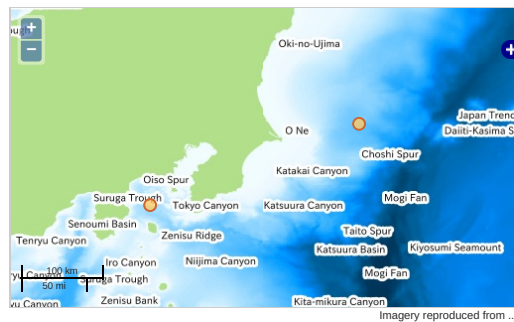 +
−
Oki-no-Ujima
+
Japan Trenc
O Ne
Daiiti-Kasima S
Choshi Spur
Katakai Canyon
Oiso Spur
Suruga Trough
Mogi Fan
Tokyo Canyon
Katsuura Canyon
Senoumi Basin
Taito Spur
Zenisu Ridge
Tenryu Canyon
Katsuura Basin
Kiyosumi Seamount
Iro Canyon
Niijima Canyon
100 km
Mogi Fan
Suruga Trough
50 mi
Zenisu Bank
Kita-mikura Canyon
yu Canyon
Imagery reproduced from ..